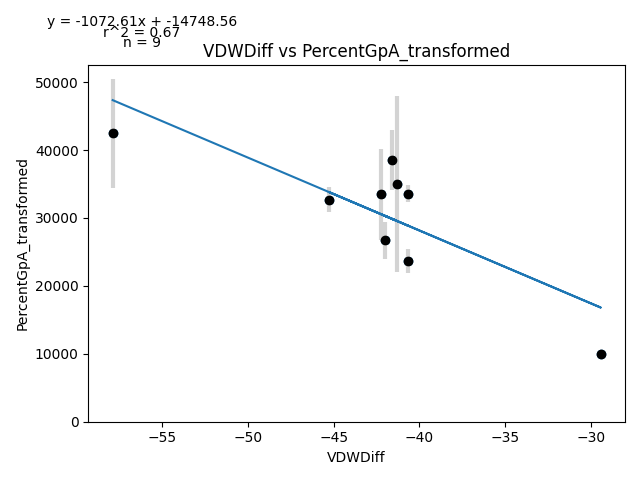 y = -1072.61x + -14748.56
r^2 = 0.67
n = 9
VDWDiff vs PercentGpA_transformed
PercentGpA_transformed
50000
40000
30000
20000
10000
0
−55
−50
−45
−40
−35
−30
VDWDiff